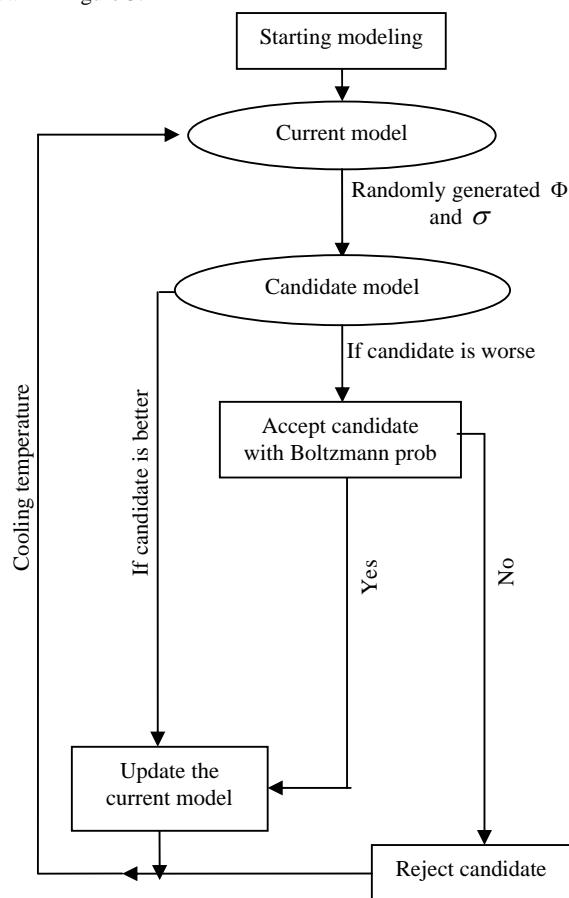 Starting modeling
Current model
Randomly generated Φ
and σ
Candidate model
If candidate is worse
Accept candidate
with Boltzmann prob
Cooling temperature
If candidate is better
Yes
No
Update the
current model
Reject candidate